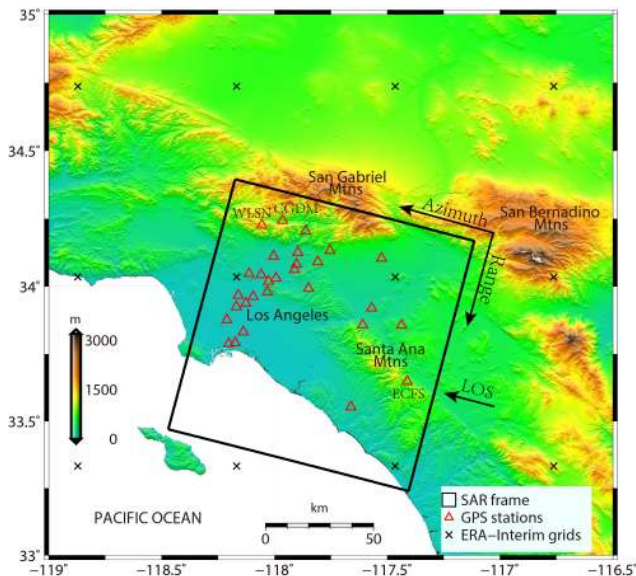 35°
34.5°
34°
33.5°
33°
−119°
−118.5°
−118°
−117.5°
−117°
−116.5°
San Gabriel
Mtns
WLSN
CGDM
Azimuth
San Bernadino
Mtns
Range
Los Angeles
m
3000
1500
0
Santa Ana
Mtns
ECFS
LOS
km
0
50
PACIFIC OCEAN
SAR frame
GPS stations
ERA−Interim grids